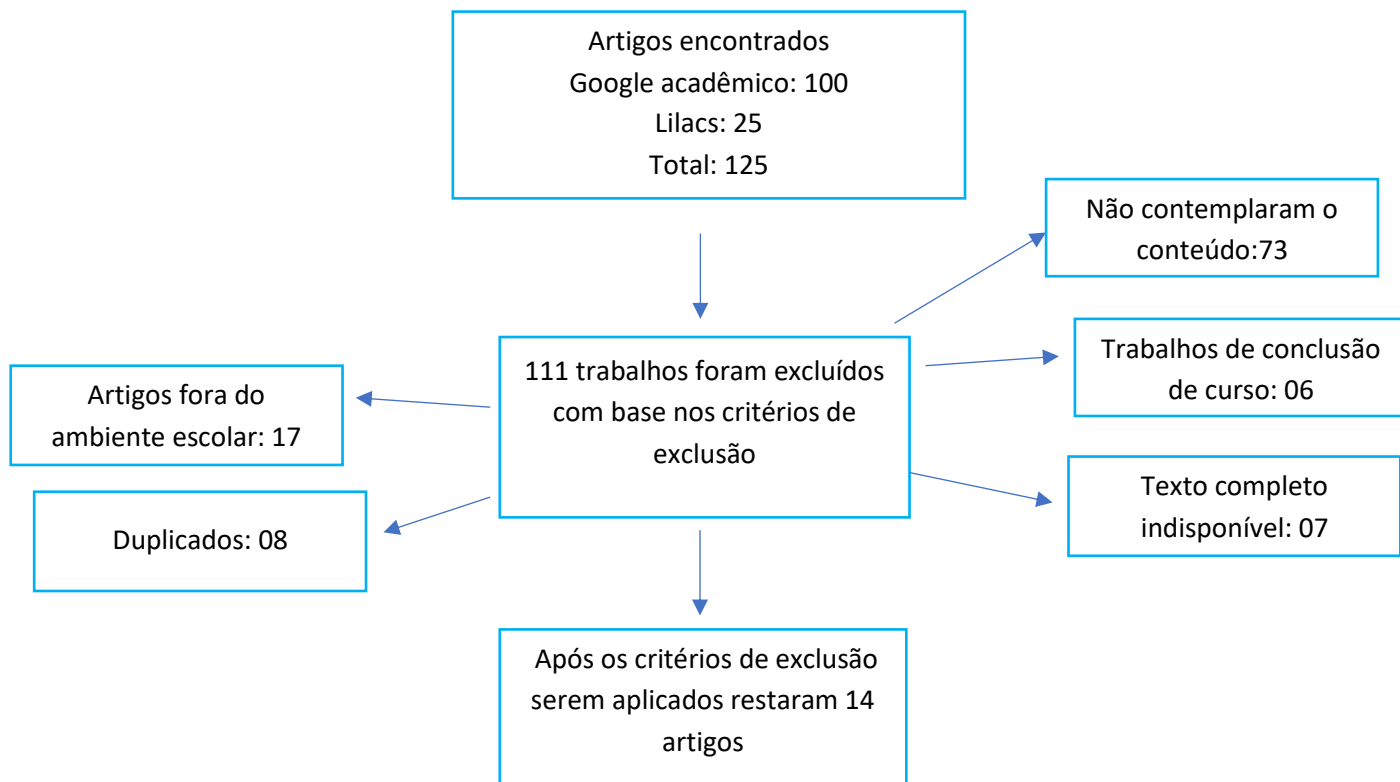 Artigos encontrados
Google acadêmico: 100
Lilacs: 25
Total: 125
Não contemplaram o
conteúdo:73
111 trabalhos foram excluídos
com base nos critérios de
exclusão
Trabalhos de conclusão
de curso: 06
Artigos fora do
ambiente escolar: 17
Texto completo
indisponível: 07
Duplicados: 08
Após os critérios de exclusão
serem aplicados restaram 14
artigos